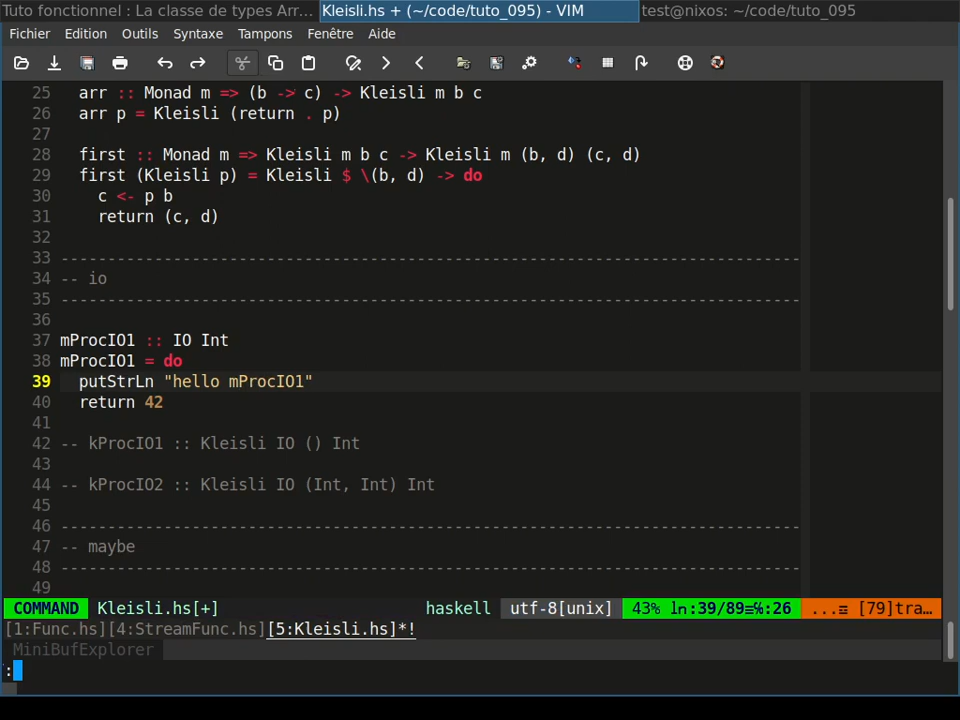 Tuto fonctionnel : La classe de types Arr... Kleisli.hs + (~/code/tuto_095) - VIM test@nixos: ~/code/tuto_095
Fichier Edition Outils Syntaxe Tampons Fenêtre Aide
25 arr :: Monad m => (b -> c) -> Kleisli m b c
26 arr p = Kleisli (return . p)
27
28 first :: Monad m => Kleisli m b c -> Kleisli m (b, d) (c, d)
29 first (Kleisli p) = Kleisli $ \(b, d) -> do
30 c <- p b
31 return (c, d)
32
33 -------------------------------------------------------------------------------
34 -- io
35 -------------------------------------------------------------------------------
36
37 mProcIO1 :: IO Int
38 mProcIO1 = do
39 putStrLn "hello mProcIO1"
40 return 42
41
42 -- kProcIO1 :: Kleisli IO () Int
43
44 -- kProcIO2 :: Kleisli IO (Int, Int) Int
45
46 -------------------------------------------------------------------------------
47 -- maybe
48 -------------------------------------------------------------------------------
49
COMMAND Kleisli.hs[+] haskell utf-8[unix] 43% ln:39/89≡℅:26 ...≡ [79]tra...
[1:Func.hs][4:StreamFunc.hs][5:Kleisli.hs]*!
MiniBufExplorer
: